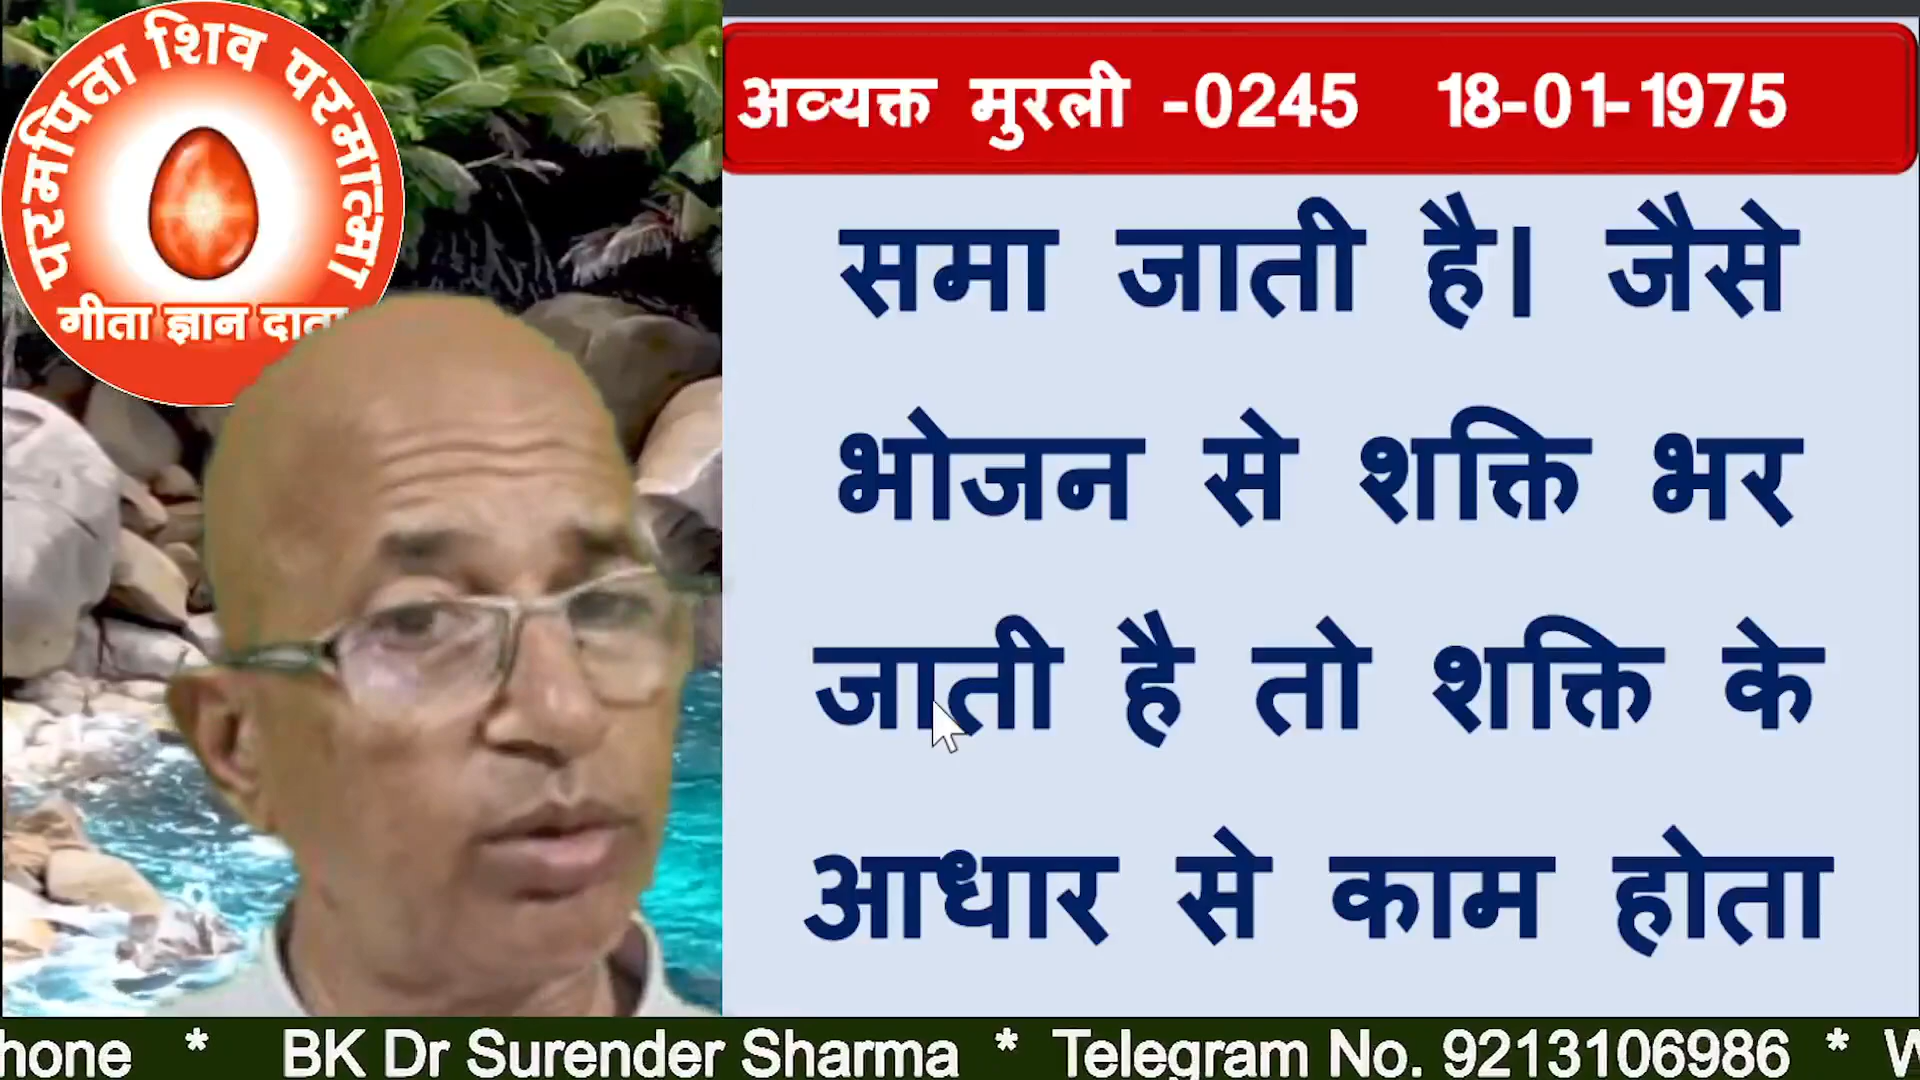 परमपिता शिव परमात्मा
गीता ज्ञान दाता
अव्यक्त मुरली -0245 18-01-1975
समा जाती है। जैसे
भोजन से शक्ति भर
जाती है तो शक्ति के
आधार से काम होता
hone * BK Dr Surender Sharma * Telegram No. 9213106986 * W